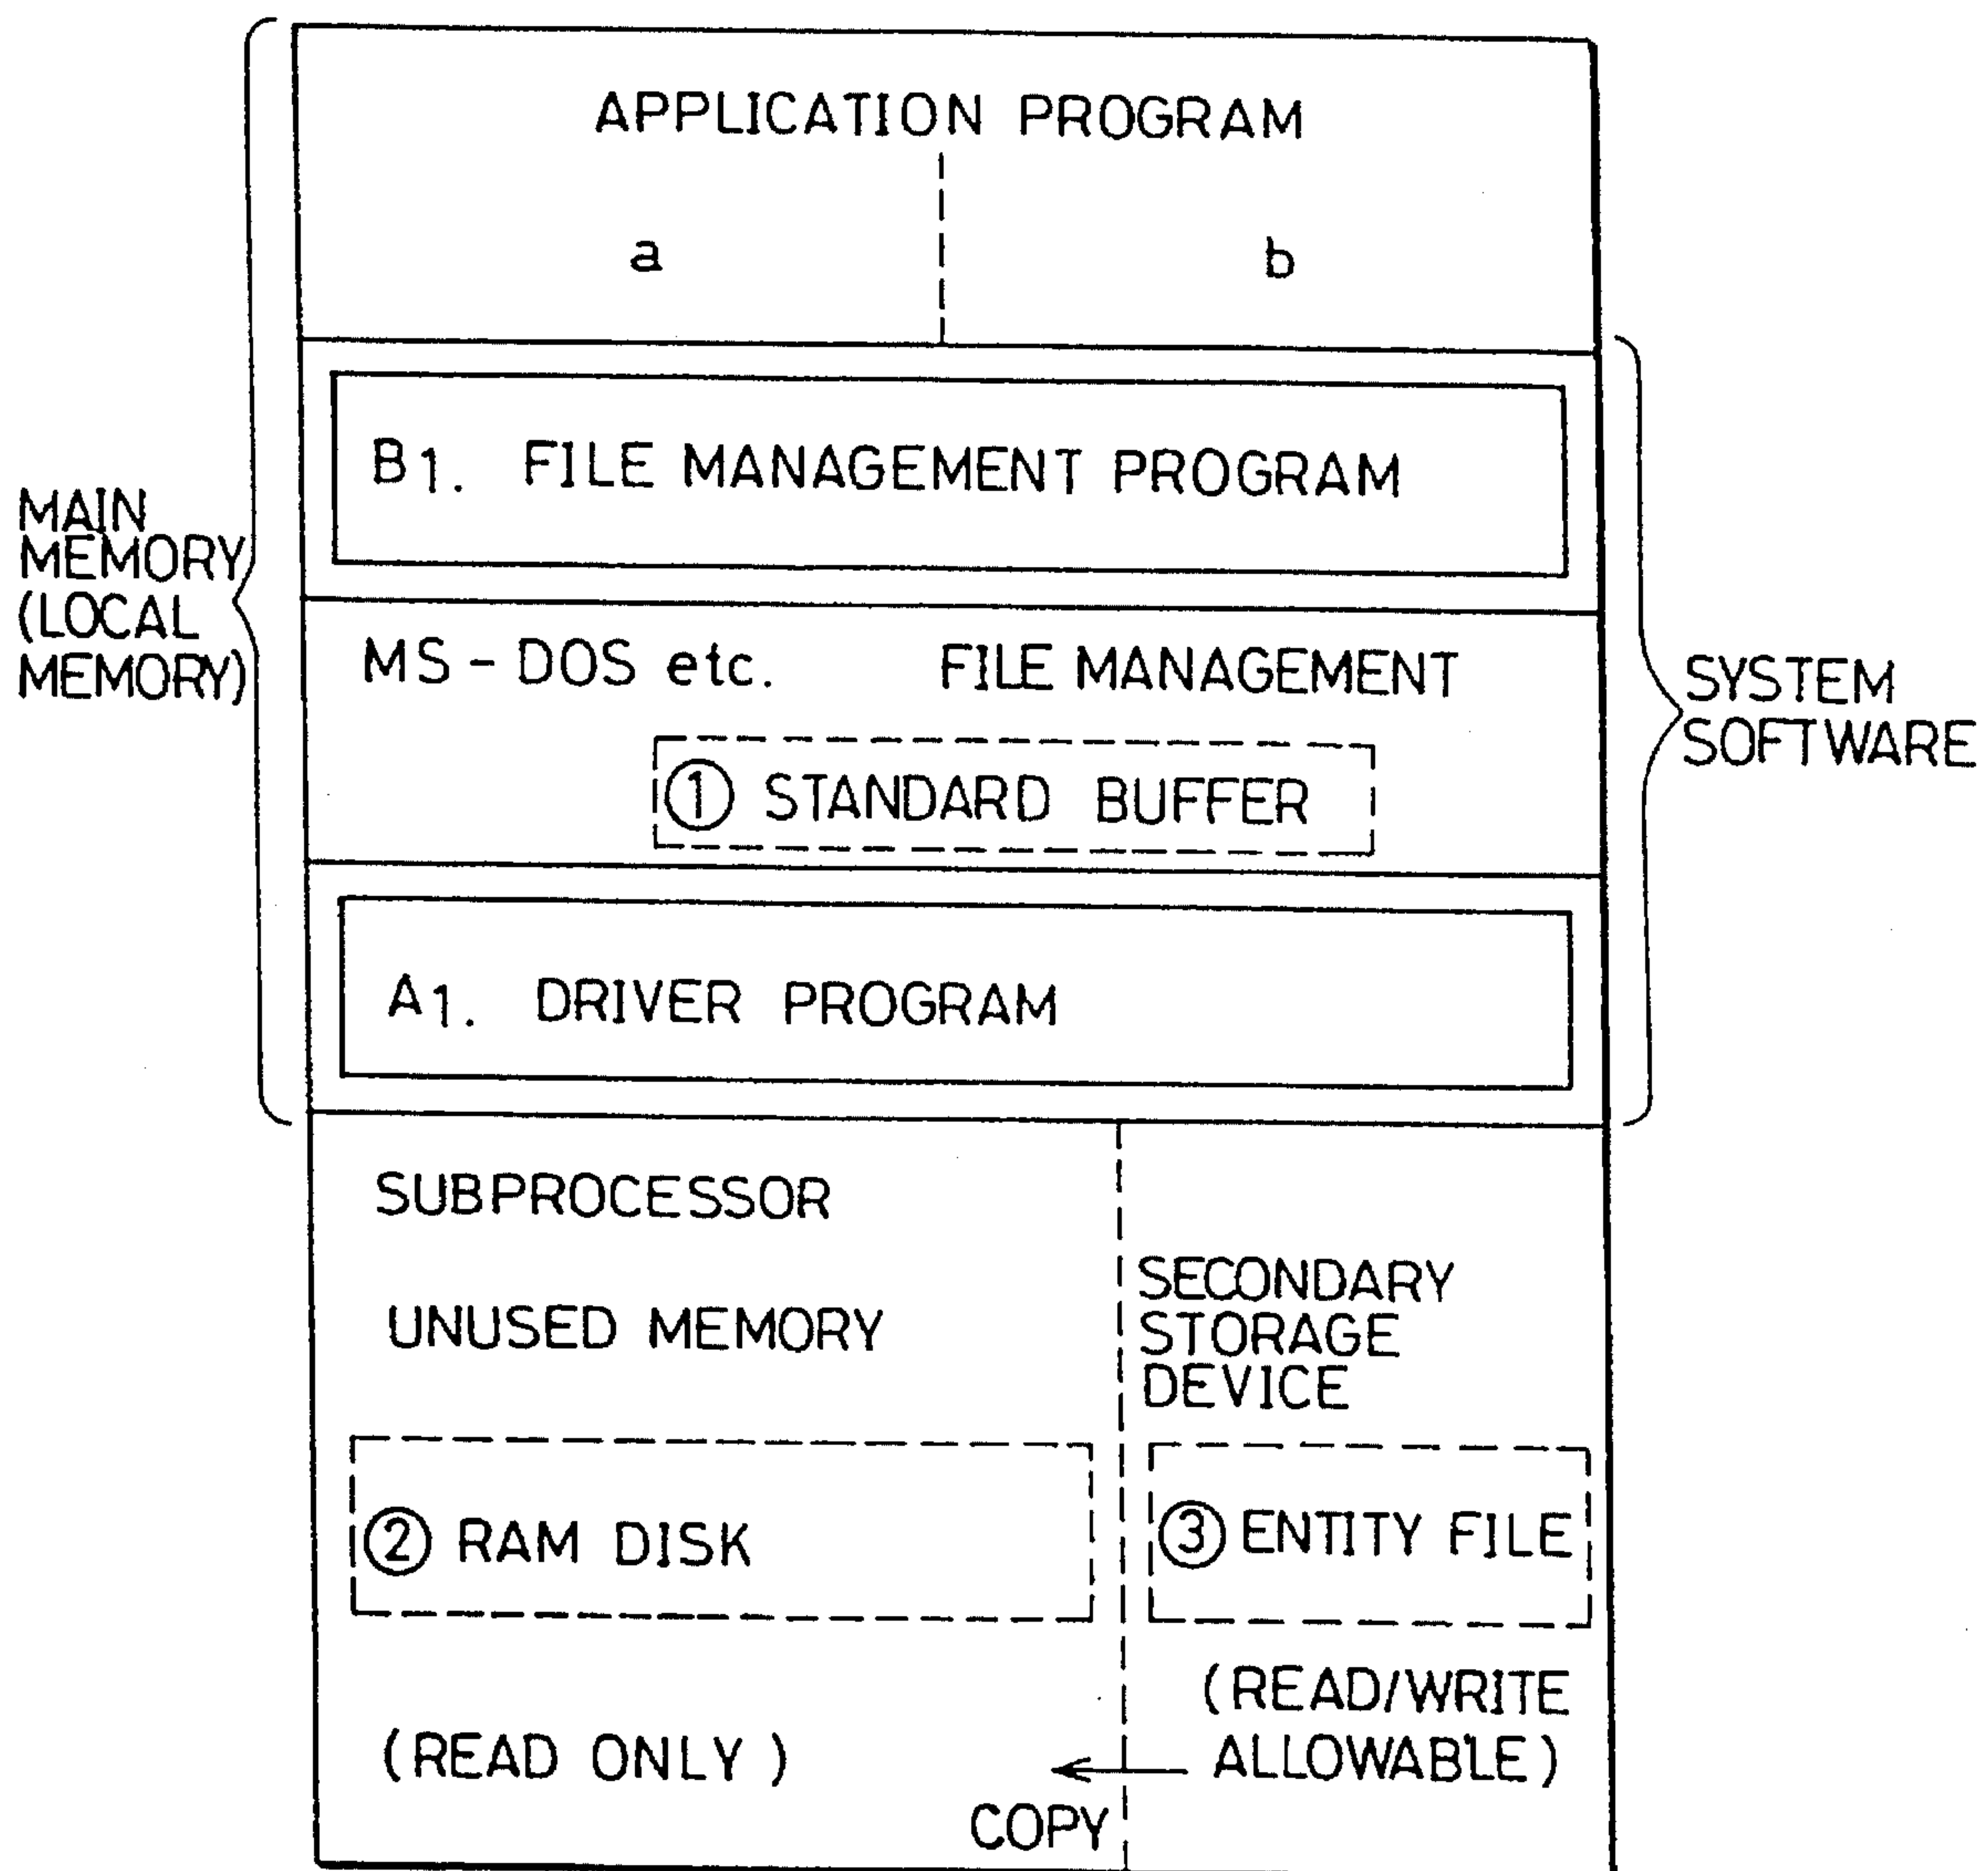 APPLICATION PROGRAM
a
b
B1. FILE MANAGEMENT PROGRAM
MAIN
MEMORY
(LOCAL
MEMORY)
MS-DOS etc. FILE MANAGEMENT
① STANDARD BUFFER
SYSTEM
SOFTWARE
A1. DRIVER PROGRAM
SUBPROCESSOR
UNUSED MEMORY
SECONDARY
STORAGE
DEVICE
② RAM DISK
③ ENTITY FILE
(READ ONLY)
(READ/WRITE
ALLOWABLE)
COPY